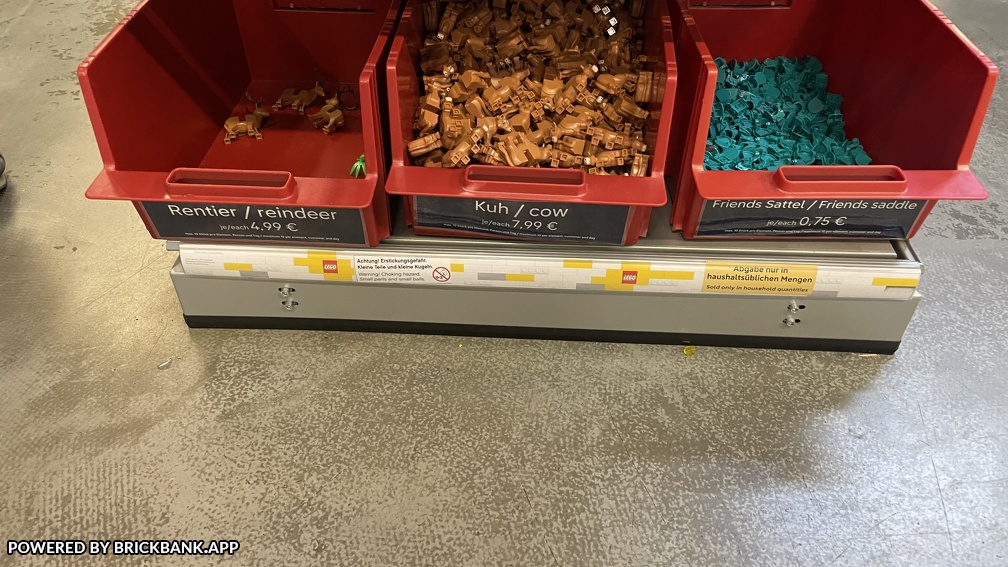 Rentier / reindeer
je/each 4,99 €
Kuh / cow
je/each 7,99 €
Friends Sattel / Friends saddle
je/each 0,75 €
LEGO
Achtung! Erstickungsgefahr.
Kleine Teile und kleine Kugeln.
Warning! Choking hazard.
Small parts and small balls.
LEGO
Abgabe nur in
haushaltsüblichen Mengen
Sold only in household quantities
POWERED BY BRICKBANK.APP